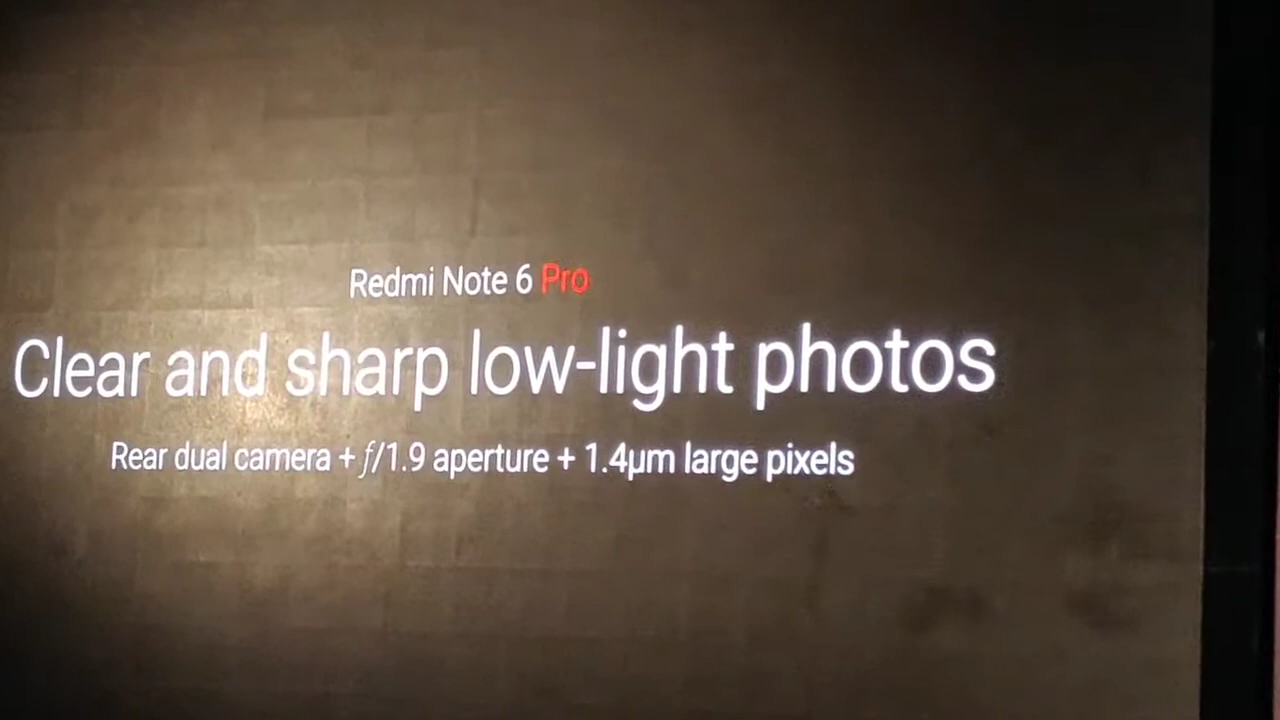 Redmi Note 6 Pro
Clear and sharp low-light photos
Rear dual camera + ƒ/1.9 aperture + 1.4μm large pixels